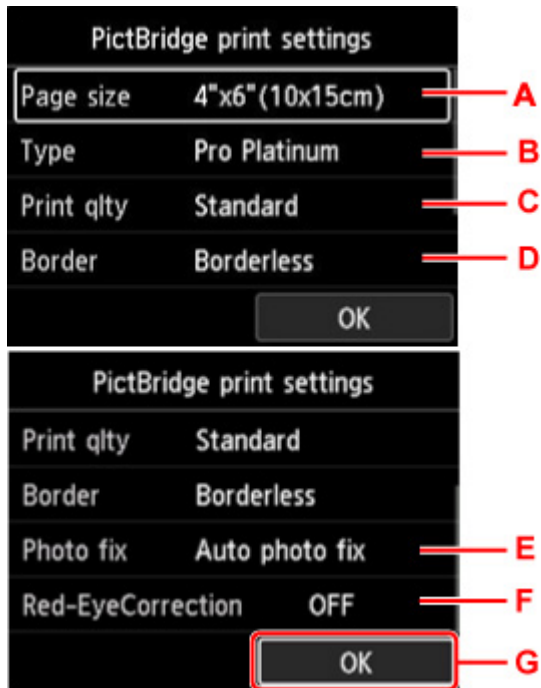 PictBridge print settings
Page size 4"x6"(10x15cm) A
Type Pro Platinum B
Print qlty Standard C
Border Borderless D
OK
PictBridge print settings
Print qlty Standard
Border Borderless
Photo fix Auto photo fix E
Red-EyeCorrection OFF F
OK G